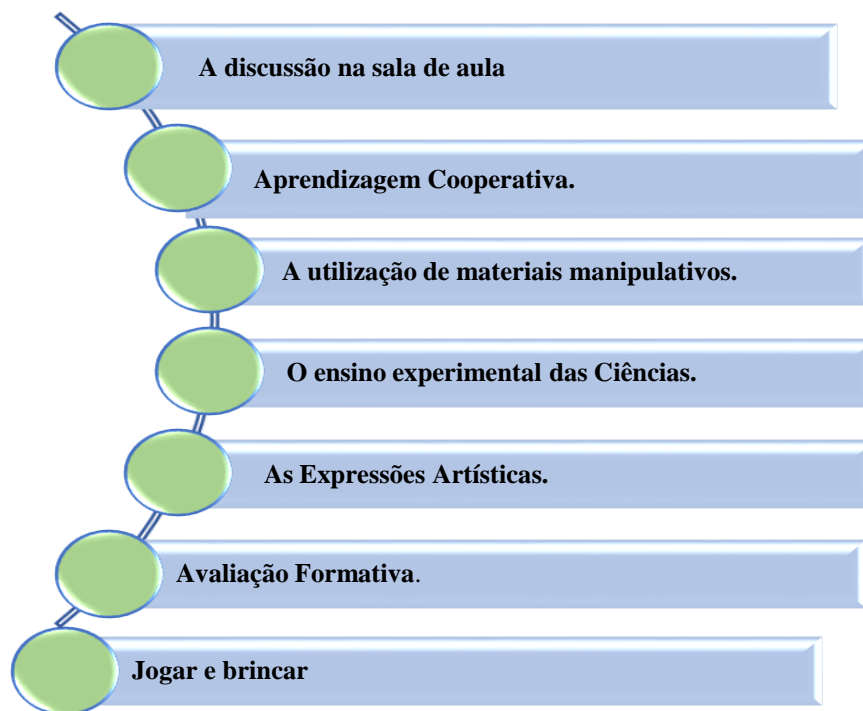 A discussão na sala de aula
Aprendizagem Cooperativa.
A utilização de materiais manipulativos.
O ensino experimental das Ciências.
As Expressões Artísticas.
Avaliação Formativa.
Jogar e brincar